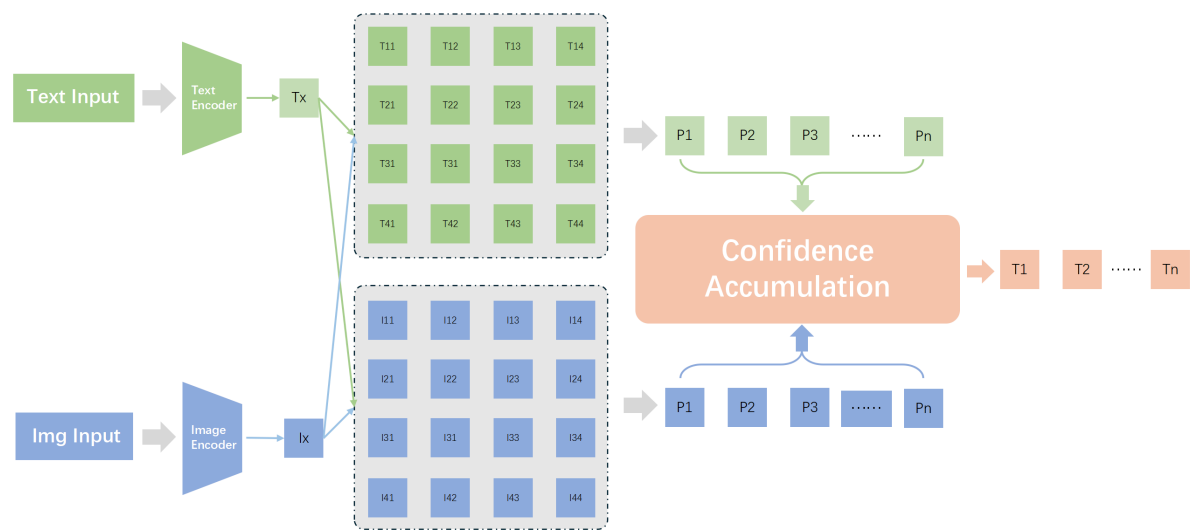 Text Input
Text
Encoder
Tx
T11 T12 T13 T14
T21 T22 T23 T24
T31 T31 T33 T34
T41 T42 T43 T44
P1 P2 P3 …… Pn
Confidence
Accumulation
T1 T2 …… Tn
Img Input
Image
Encoder
Ix
I11 I12 I13 I14
I21 I22 I23 I24
I31 I31 I33 I34
I41 I42 I43 I44
P1 P2 P3 …… Pn